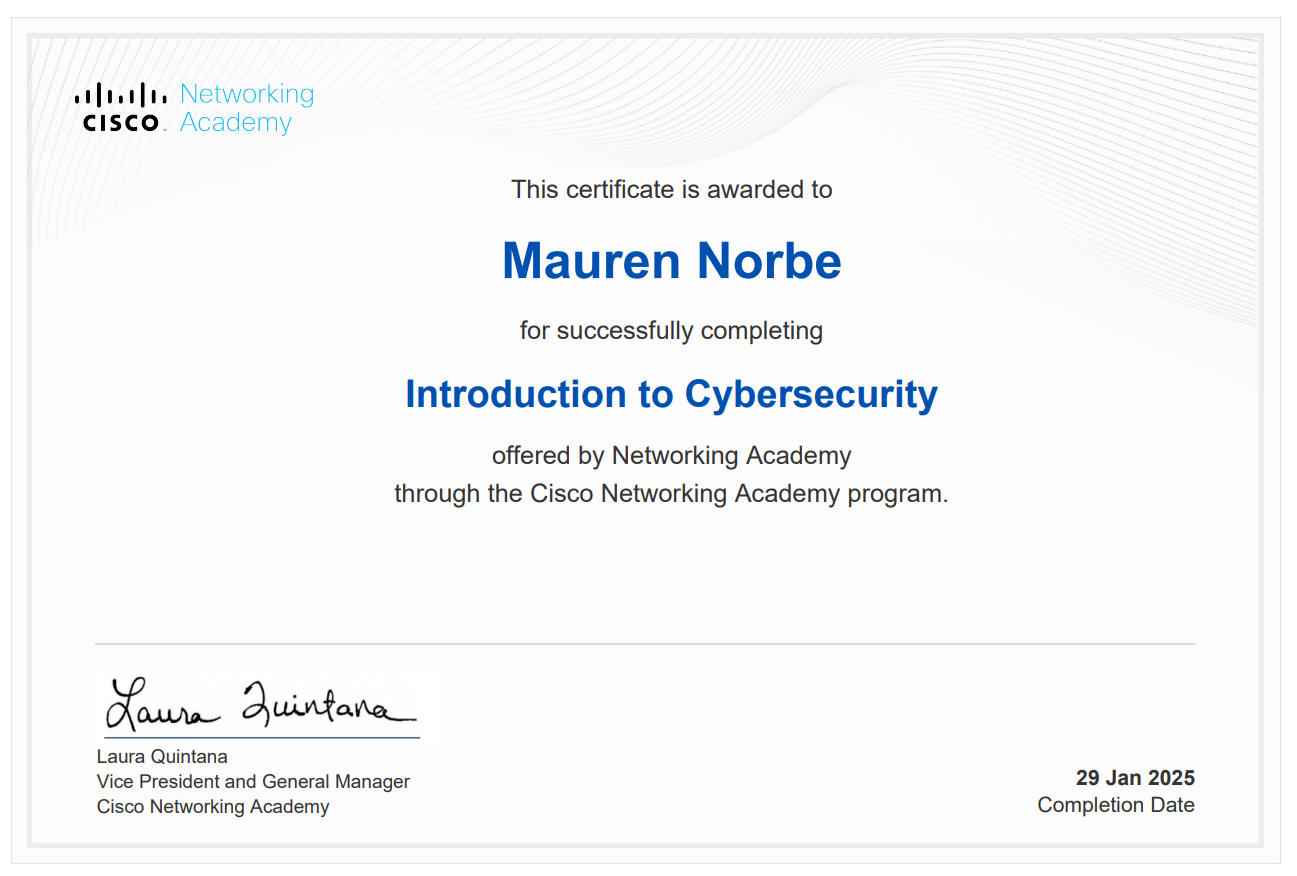 Networking
CISCO Academy
This certificate is awarded to
Mauren Norbe
for successfully completing
Introduction to Cybersecurity
offered by Networking Academy
through the Cisco Networking Academy program.
Laura Quintana
Laura Quintana
Vice President and General Manager
Cisco Networking Academy
29 Jan 2025
Completion Date